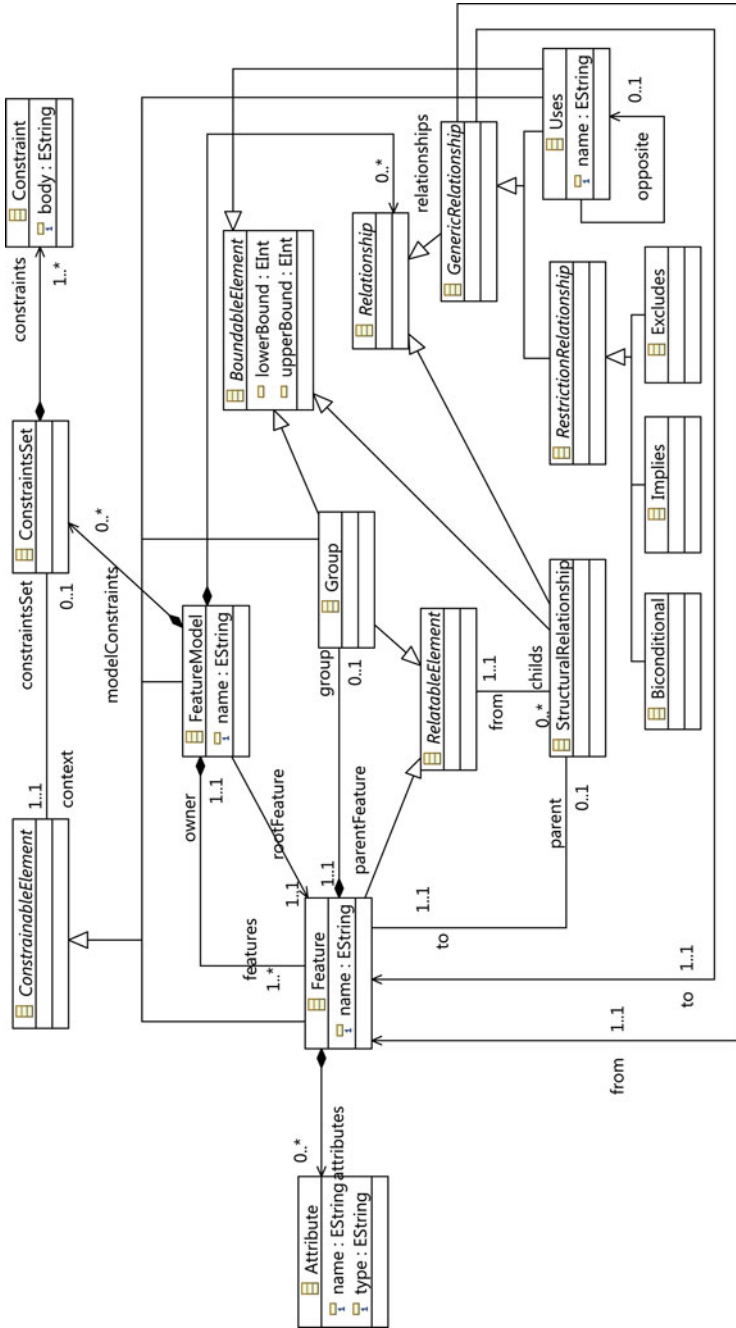 ConstrainableElement
1..1
context
constraintsSet
0..1
ConstraintsSet
constraints
1..*
Constraint
body : EString
modelConstraints
0..*
FeatureModel
name : EString
owner
1..1
features
1..*
rootFeature
1..1
Attribute
name : EString
type : EString
attributes
0..*
Feature
name : EString
1..1
parentFeature
group
0..1
Group
BoundableElement
lowerBound : EInt
upperBound : EInt
RelatableElement
1..1
from
0..*
childs
StructuralRelationship
parent
0..1
1..1
to
Relationship
0..*
relationships
GenericRelationship
RestrictionRelationship
Uses
name : EString
0..1
opposite
Biconditional
Implies
Excludes
from
1..1
to
1..1